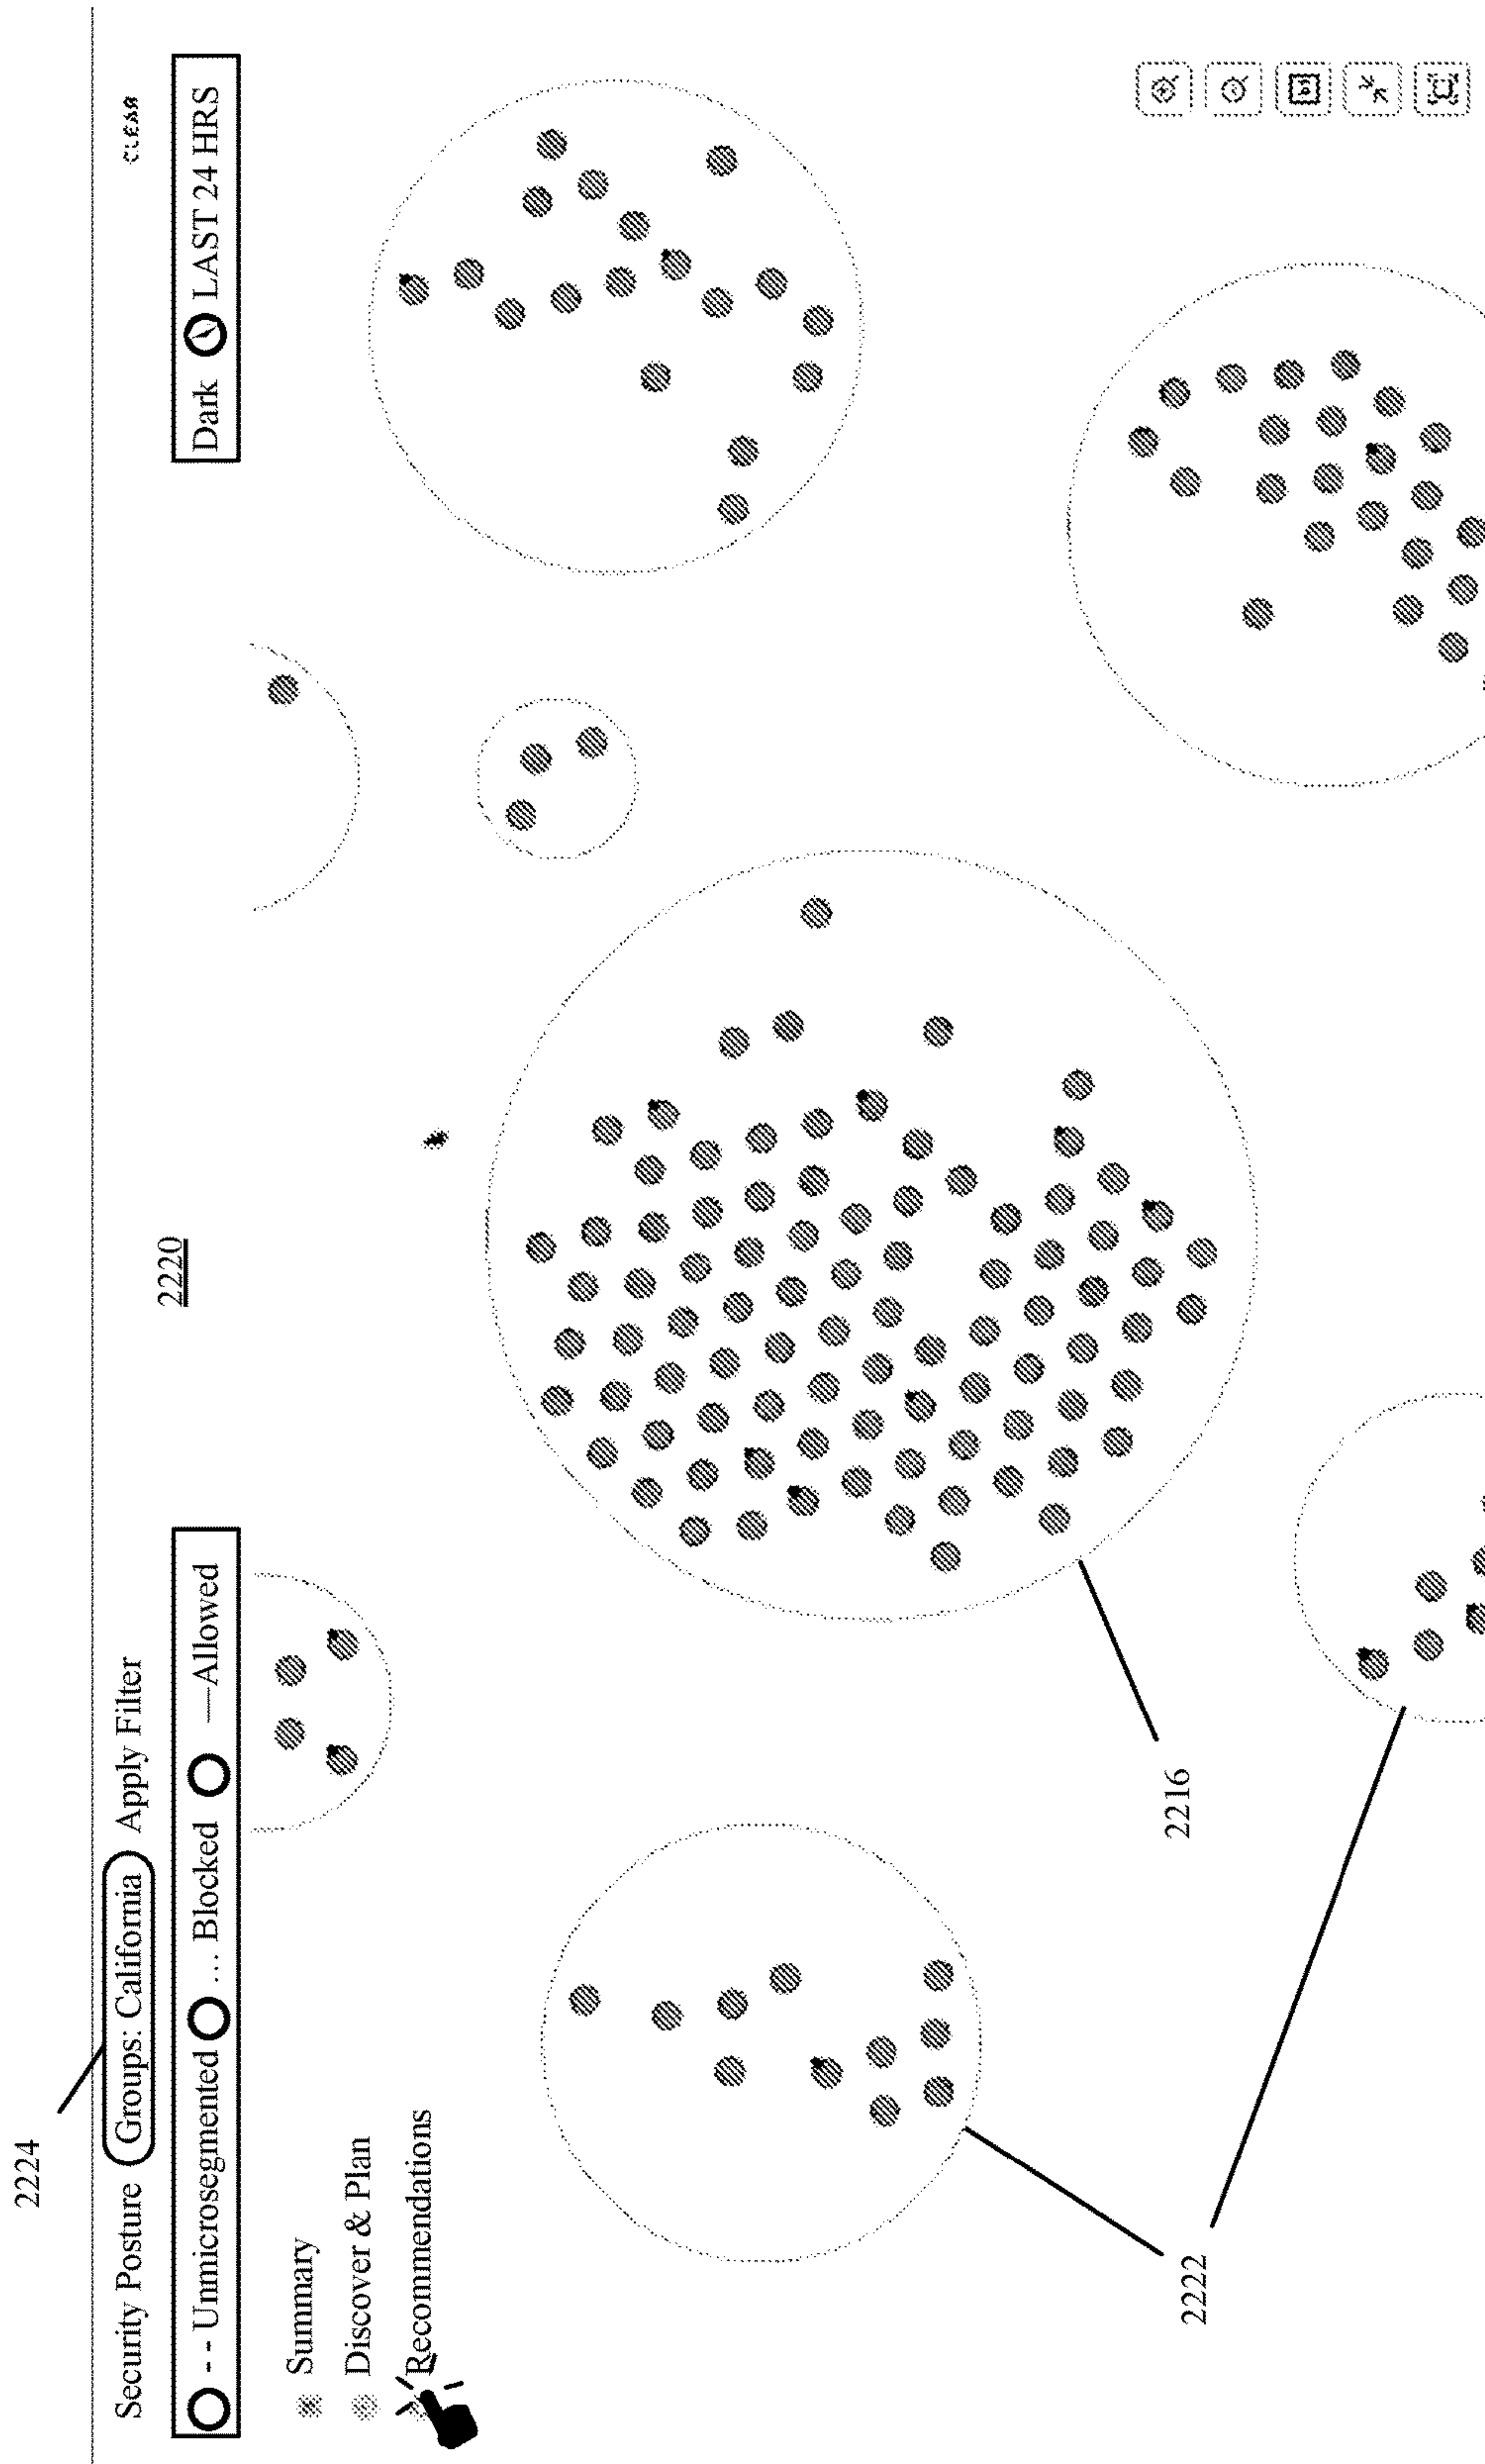 2224
Security Posture Groups: California Apply Filter CLEAR
- - Unmicrosegmented ... Blocked —Allowed
2220
Dark LAST 24 HRS
Summary
Discover & Plan
Recommendations
2216
2222